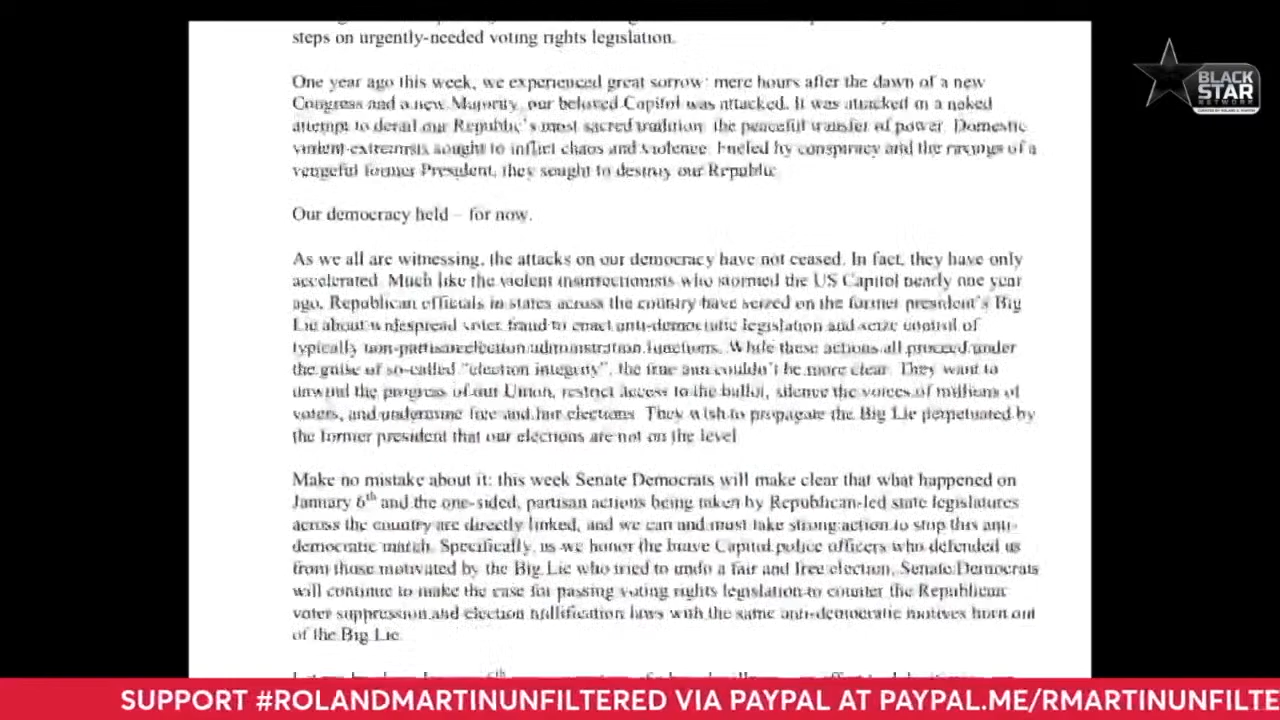 steps on urgently-needed voting rights legislation.
One year ago this week, we experienced great sorrow: mere hours after the dawn of a new
Congress and a new Majority, our beloved Capitol was attacked. It was attacked in a naked
attempt to derail our Republic's most sacred tradition: the peaceful transfer of power. Domestic
violent extremists sought to inflict chaos and violence. Fueled by conspiracy and the ravings of a
vengeful former President, they sought to destroy our Republic.
Our democracy held – for now.
As we all are witnessing, the attacks on our democracy have not ceased. In fact, they have only
accelerated. Much like the violent insurrectionists who stormed the US Capitol nearly one year
ago, Republican officials in states across the country have seized on the former president's Big
Lie about widespread voter fraud to enact anti-democratic legislation and seize control of
typically non-partisan election administration functions. While these actions all proceed under
the guise of so-called "election integrity", the true aim couldn't be more clear. They want to
unwind the progress of our Union, restrict access to the ballot, silence the voices of millions of
voters, and undermine free and fair elections. They wish to propagate the Big Lie perpetuated by
the former president that our elections are not on the level.
Make no mistake about it: this week Senate Democrats will make clear that what happened on
January 6th and the one-sided, partisan actions being taken by Republican-led state legislatures
across the country are directly linked, and we can and must take strong action to stop this anti-
democratic march. Specifically, as we honor the brave Capitol police officers who defended us
from those motivated by the Big Lie who tried to undo a fair and free election, Senate Democrats
will continue to make the case for passing voting rights legislation to counter the Republican
voter suppression and election nullification laws with the same anti-democratic motives born out
of the Big Lie.
BLACK
STAR
NETWORK
SUPPORT #ROLANDMARTINUNFILTERED VIA PAYPAL AT PAYPAL.ME/RMARTINUNFILTE